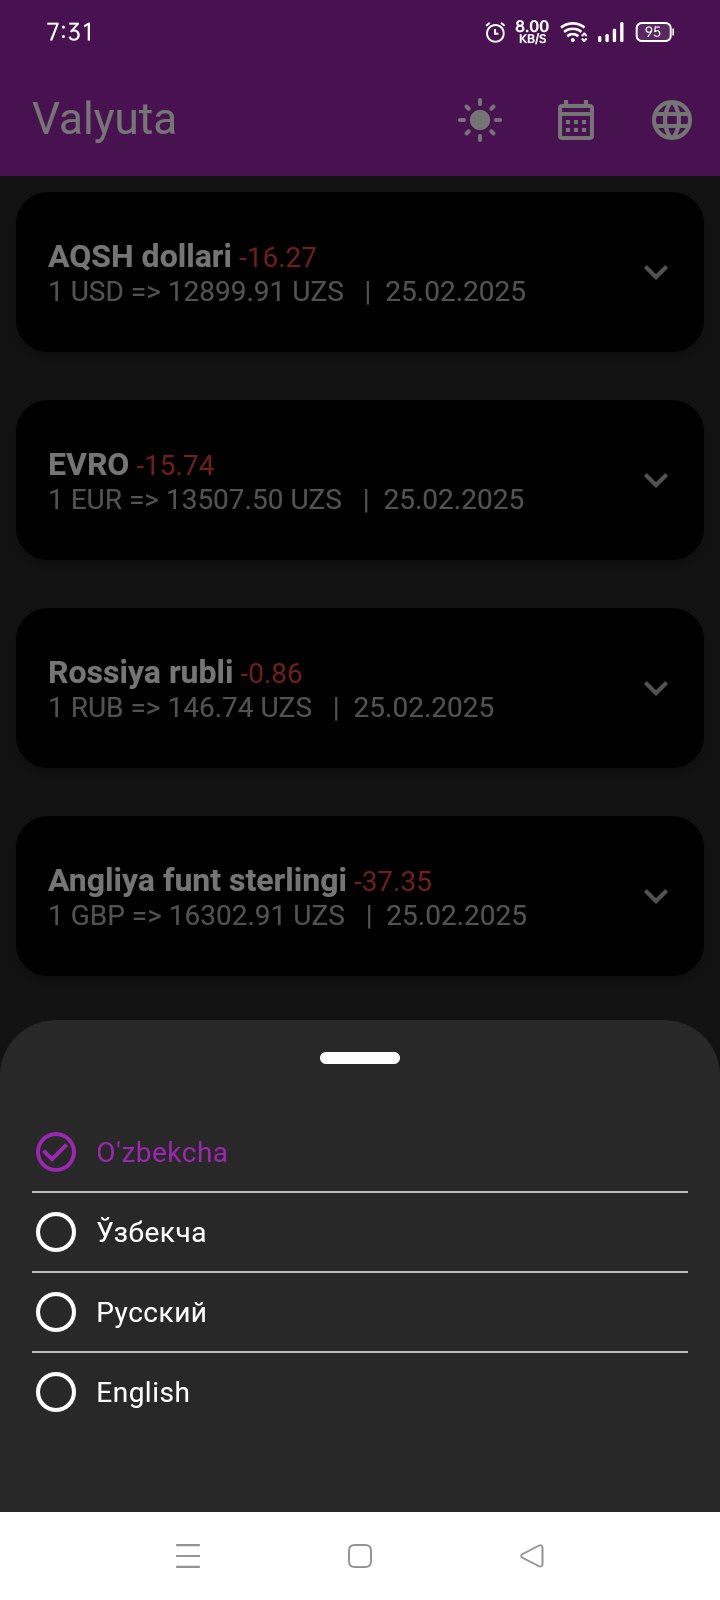 7:31
8.00
KB/S
95
Valyuta
AQSH dollari -16.27
1 USD => 12899.91 UZS | 25.02.2025
EVRO -15.74
1 EUR => 13507.50 UZS | 25.02.2025
Rossiya rubli -0.86
1 RUB => 146.74 UZS | 25.02.2025
Angliya funt sterlingi -37.35
1 GBP => 16302.91 UZS | 25.02.2025
O'zbekcha
Ўзбекча
Русский
English